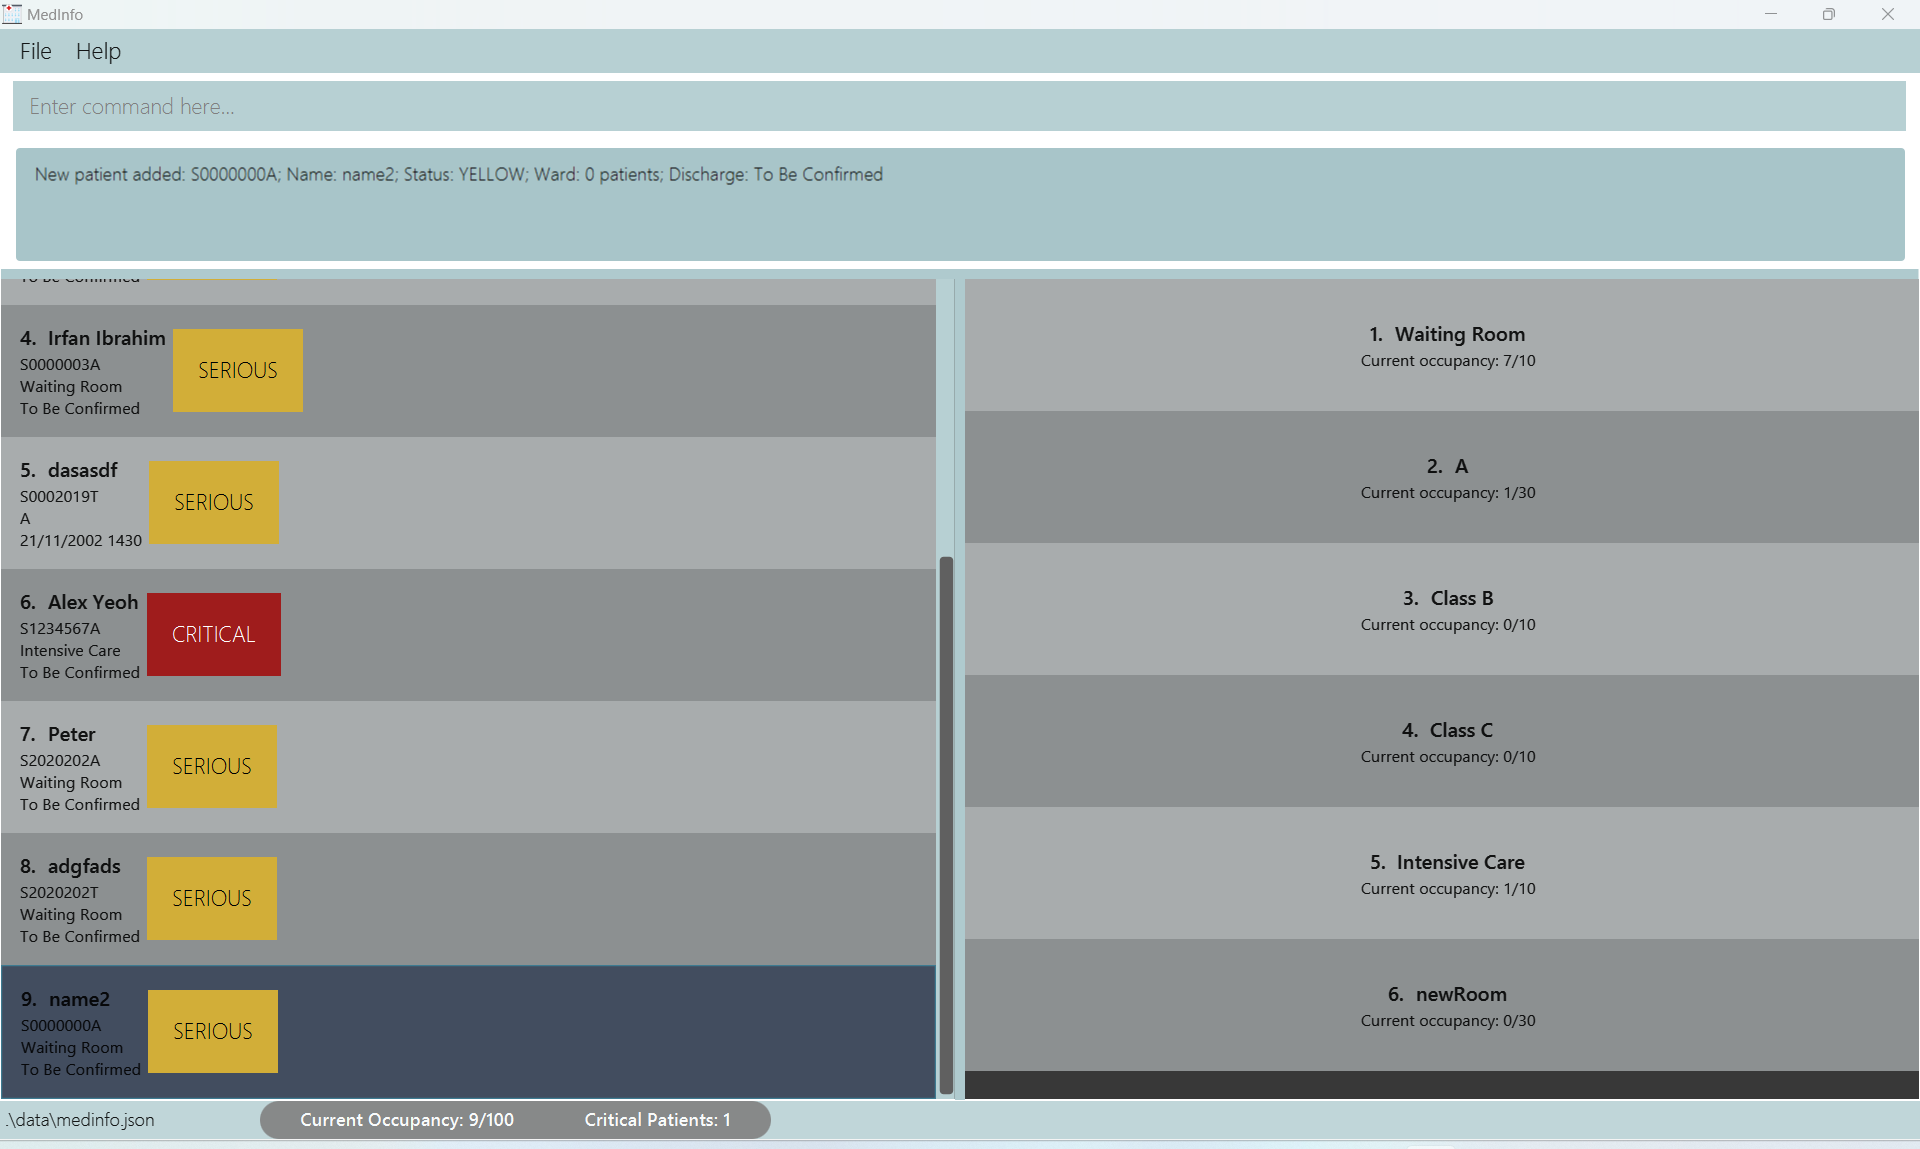 MedInfo
File Help
Enter command here...
New patient added: S0000000A; Name: name2; Status: YELLOW; Ward: 0 patients; Discharge: To Be Confirmed
To Be Confirmed
4. Irfan Ibrahim
S0000003A
Waiting Room
To Be Confirmed
SERIOUS
5. dasasdf
S0002019T
A
21/11/2002 1430
SERIOUS
6. Alex Yeoh
S1234567A
Intensive Care
To Be Confirmed
CRITICAL
7. Peter
S2020202A
Waiting Room
To Be Confirmed
SERIOUS
8. adgfads
S2020202T
Waiting Room
To Be Confirmed
SERIOUS
9. name2
S0000000A
Waiting Room
To Be Confirmed
SERIOUS
1. Waiting Room
Current occupancy: 7/10
2. A
Current occupancy: 1/30
3. Class B
Current occupancy: 0/10
4. Class C
Current occupancy: 0/10
5. Intensive Care
Current occupancy: 1/10
6. newRoom
Current occupancy: 0/30
.\data\medinfo.json
Current Occupancy: 9/100
Critical Patients: 1